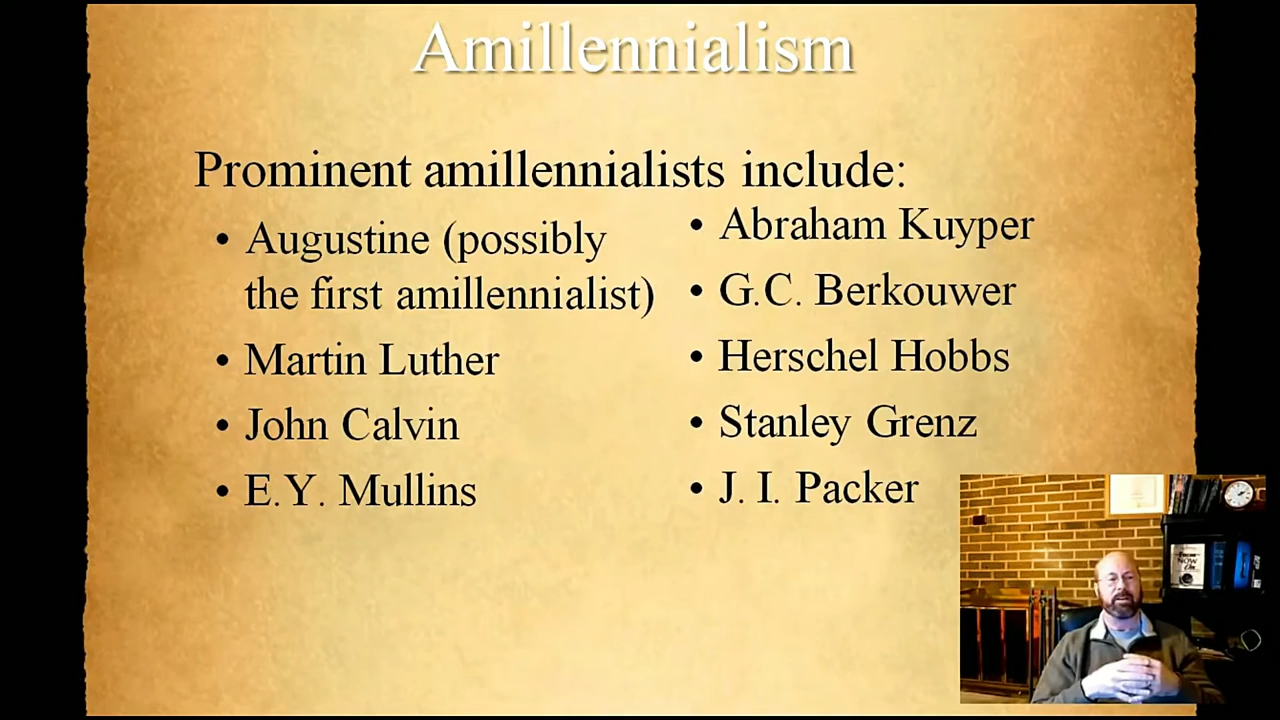 Amillennialism
Prominent amillennialists include:
• Augustine (possibly
the first amillennialist)
• Martin Luther
• John Calvin
• E.Y. Mullins
• Abraham Kuyper
• G.C. Berkouwer
• Herschel Hobbs
• Stanley Grenz
• J. I. Packer
NOW